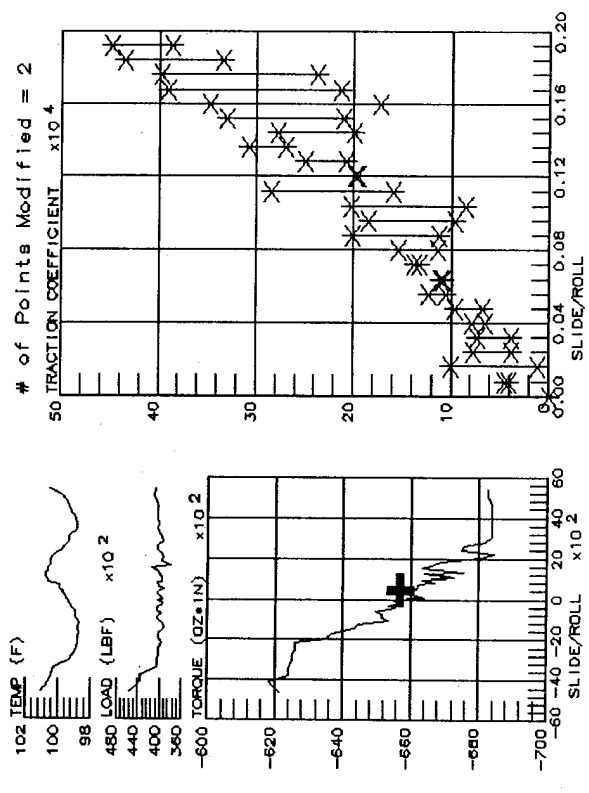 # of Points Modified = 2
TRACTION COEFFICIENT x10 4
50
40
30
20
10
0
0.00 0.04 0.08 0.12 0.16 0.20
SLIDE/ROLL
102 TEMP (F)
100
98
480 LOAD (LBF) x10 2
440
400
360
-600 TORQUE (OZ*IN) x10 2
-620
-640
-660
-680
-700
-60 -40 -20 0 20 40 60
SLIDE/ROLL x10 2